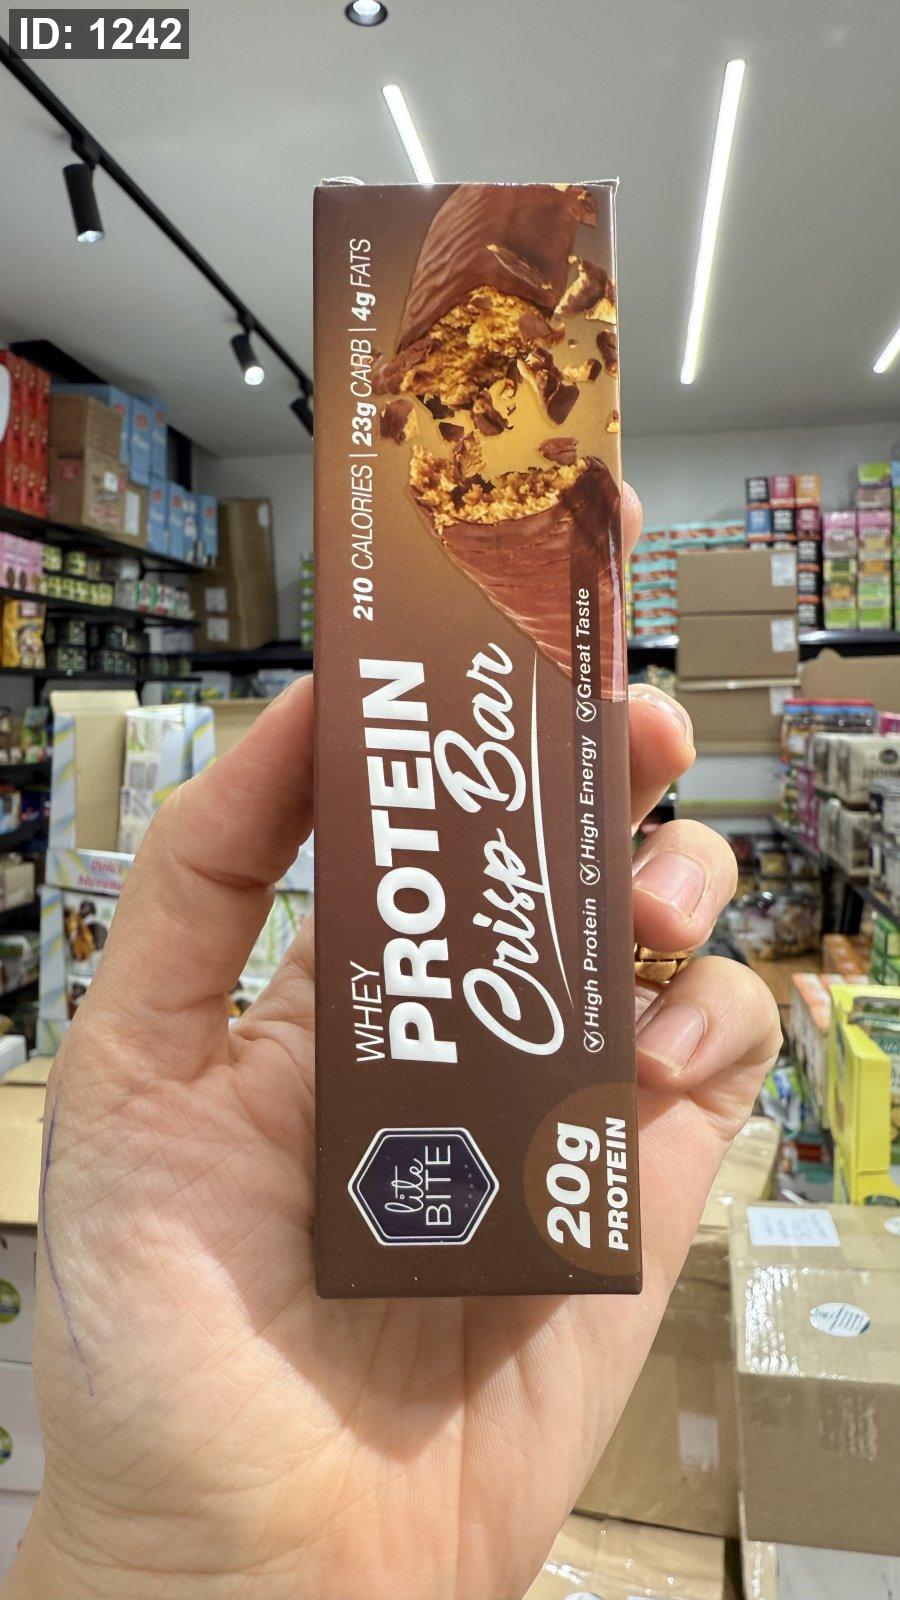 ID: 1242
210 CALORIES | 23g CARB | 4g FATS
WHEY
PROTEIN
Crisp Bar
High Protein High Energy Great Taste
lite
BITE
20g
PROTEIN